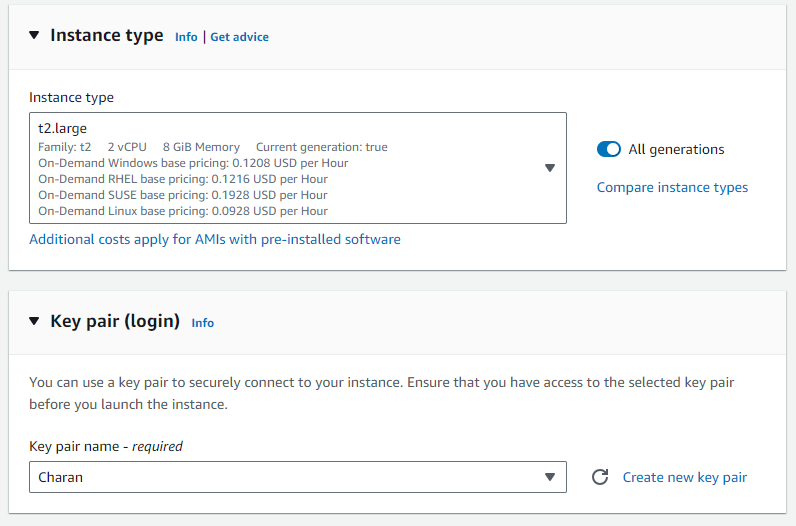 Instance type Info | Get advice
Instance type
t2.large
Family: t2 2 vCPU 8 GiB Memory Current generation: true
On-Demand Windows base pricing: 0.1208 USD per Hour
On-Demand RHEL base pricing: 0.1216 USD per Hour
On-Demand SUSE base pricing: 0.1928 USD per Hour
On-Demand Linux base pricing: 0.0928 USD per Hour
All generations
Compare instance types
Additional costs apply for AMIs with pre-installed software
Key pair (login) Info
You can use a key pair to securely connect to your instance. Ensure that you have access to the selected key pair
before you launch the instance.
Key pair name - required
Charan
Create new key pair